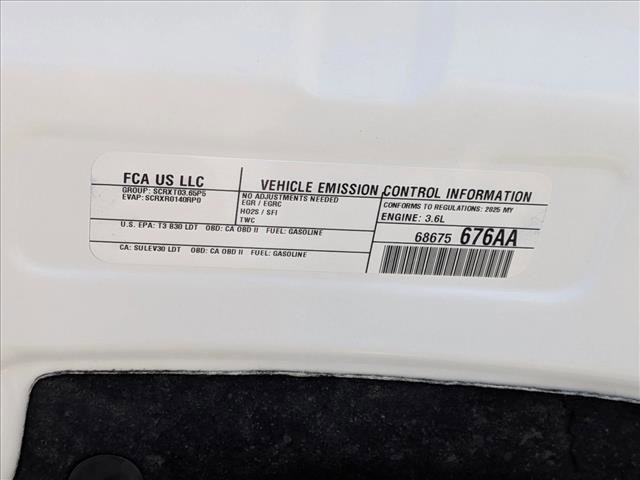 FCA US LLC
GROUP: SCRXT03.65P5
EVAP: SCRXR0140RP0
VEHICLE EMISSION CONTROL INFORMATION
NO ADJUSTMENTS NEEDED
EGR / EGRC
HO2S / SFI
TWC
CONFORMS TO REGULATIONS: 2025 MY
ENGINE: 3.6L
U.S. EPA: T3 B30 LDT OBD: CA OBD II FUEL: GASOLINE
68675 676AA
CA: SULEV30 LDT OBD: CA OBD II FUEL: GASOLINE